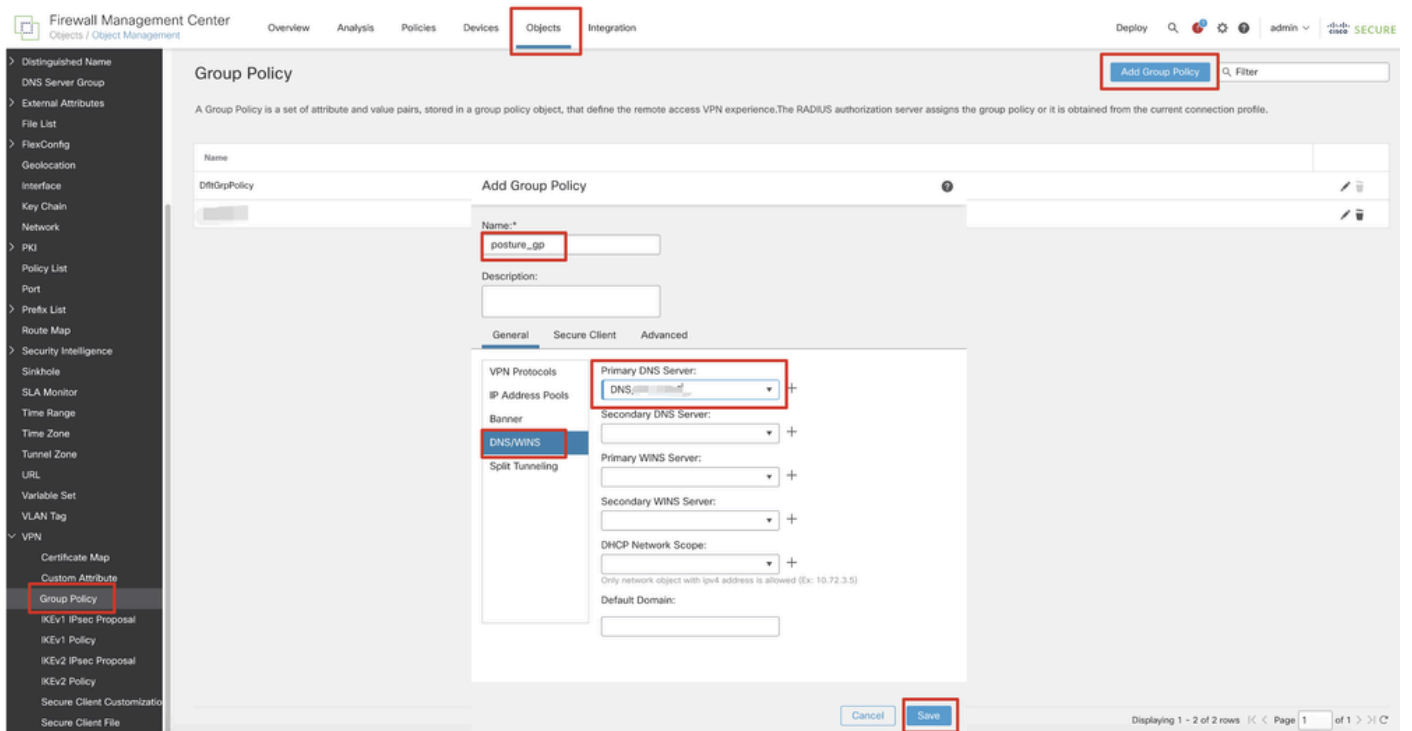 Firewall Management Center
Objects / Object Management
Overview Analysis Policies Devices Objects Integration
Deploy admin cisco SECURE
Distinguished Name
DNS Server Group
External Attributes
File List
FlexConfig
Geolocation
Interface
Key Chain
Network
PKI
Policy List
Port
Prefix List
Route Map
Security Intelligence
Sinkhole
SLA Monitor
Time Range
Time Zone
Tunnel Zone
URL
Variable Set
VLAN Tag
VPN
Certificate Map
Custom Attribute
Group Policy
IKEv1 IPsec Proposal
IKEv1 Policy
IKEv2 IPsec Proposal
IKEv2 Policy
Secure Client Customizatio
Secure Client File
Group Policy
Add Group Policy Filter
A Group Policy is a set of attribute and value pairs, stored in a group policy object, that define the remote access VPN experience.The RADIUS authorization server assigns the group policy or it is obtained from the current connection profile.
Name
DfltGrpPolicy
Add Group Policy
Name:*
posture_gp
Description:
General Secure Client Advanced
VPN Protocols
IP Address Pools
Banner
DNS/WINS
Split Tunneling
Primary DNS Server:
DNS
Secondary DNS Server:
Primary WINS Server:
Secondary WINS Server:
DHCP Network Scope:
Only network object with ipv4 address is allowed (Ex: 10.72.3.5)
Default Domain:
Cancel Save
Displaying 1 - 2 of 2 rows Page 1 of 1